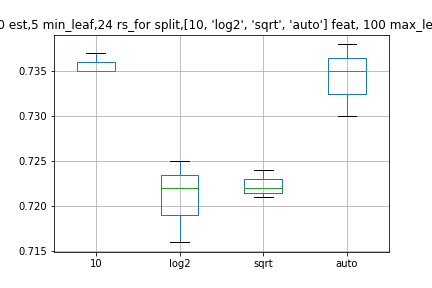 0 est,5 min_leaf,24 rs_for split,[10, 'log2', 'sqrt', 'auto'] feat, 100 max_le
0.735
0.730
0.725
0.720
0.715
10 log2 sqrt auto